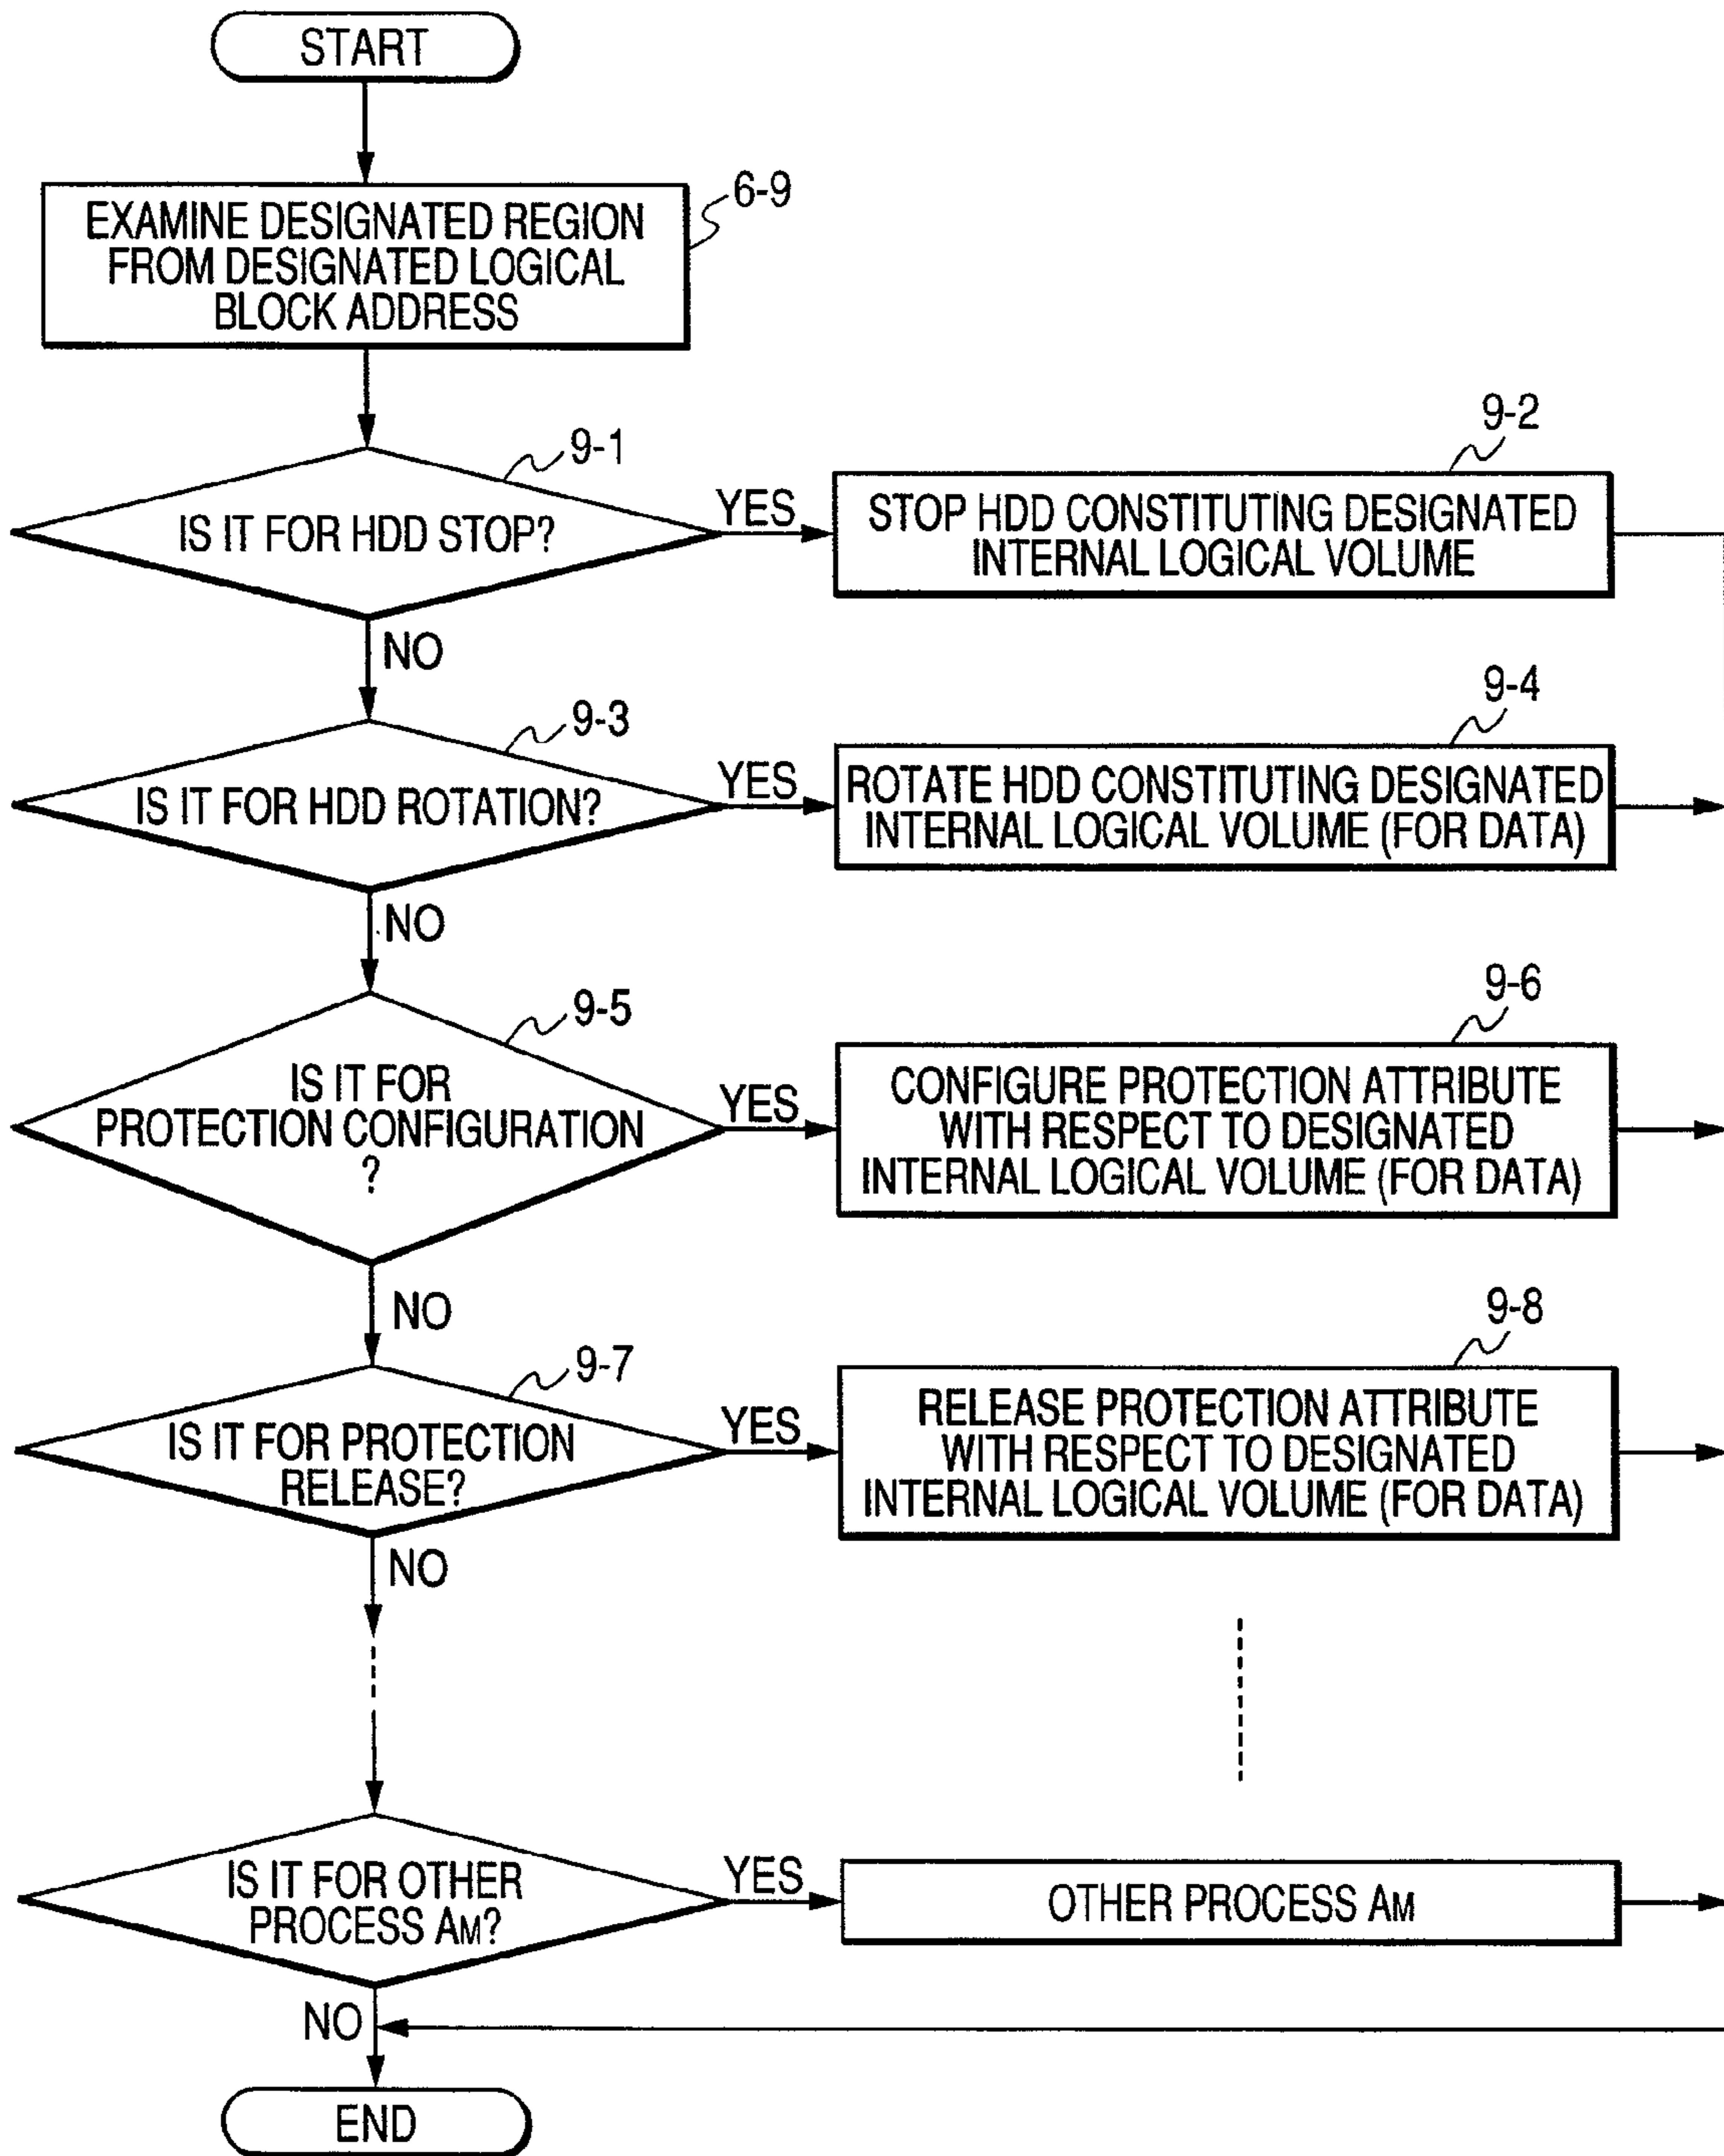 START
6-9
EXAMINE DESIGNATED REGION
FROM DESIGNATED LOGICAL
BLOCK ADDRESS
9-1
IS IT FOR HDD STOP?
YES
9-2
STOP HDD CONSTITUTING DESIGNATED
INTERNAL LOGICAL VOLUME
NO
9-3
IS IT FOR HDD ROTATION?
YES
9-4
ROTATE HDD CONSTITUTING DESIGNATED
INTERNAL LOGICAL VOLUME (FOR DATA)
NO
9-5
IS IT FOR
PROTECTION CONFIGURATION
?
YES
9-6
CONFIGURE PROTECTION ATTRIBUTE
WITH RESPECT TO DESIGNATED
INTERNAL LOGICAL VOLUME (FOR DATA)
NO
9-7
IS IT FOR PROTECTION
RELEASE?
YES
9-8
RELEASE PROTECTION ATTRIBUTE
WITH RESPECT TO DESIGNATED
INTERNAL LOGICAL VOLUME (FOR DATA)
NO
IS IT FOR OTHER
PROCESS AM?
YES
OTHER PROCESS AM
NO
END